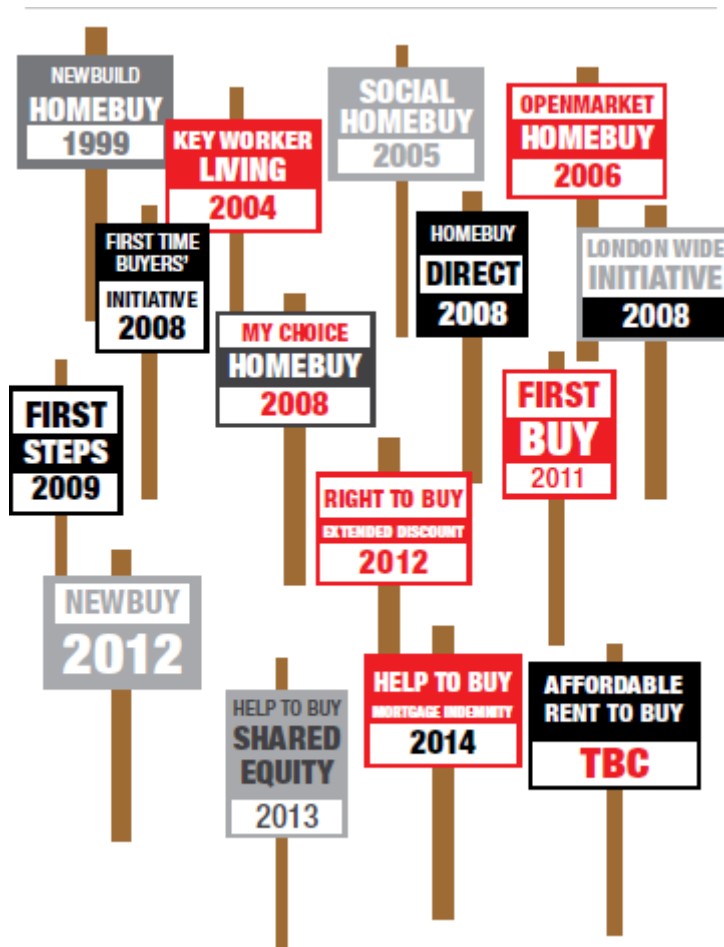 NEWBUILD
HOMEBUY
1999
KEY WORKER
LIVING
2004
SOCIAL
HOMEBUY
2005
OPENMARKET
HOMEBUY
2006
FIRST TIME
BUYERS'
INITIATIVE
2008
MY CHOICE
HOMEBUY
2008
HOMEBUY
DIRECT
2008
LONDON WIDE
INITIATIVE
2008
FIRST
STEPS
2009
RIGHT TO BUY
EXTENDED DISCOUNT
2012
FIRST
BUY
2011
NEWBUY
2012
HELP TO BUY
SHARED
EQUITY
2013
HELP TO BUY
MORTGAGE INDEMNITY
2014
AFFORDABLE
RENT TO BUY
TBC